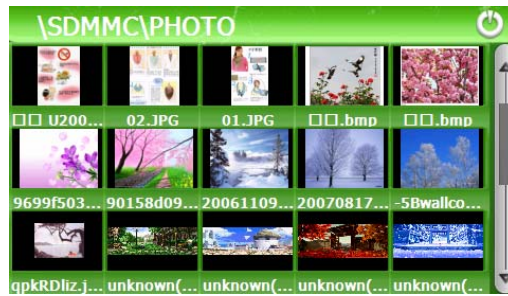 \SDMMC\PHOTO
□□ U200... 02.JPG 01.JPG □□.bmp □□.bmp
9699f503... 90158d09... 20061109... 20070817... -5Bwallco...
qpkRDliz.j... unknown(... unknown(... unknown(... unknown(...